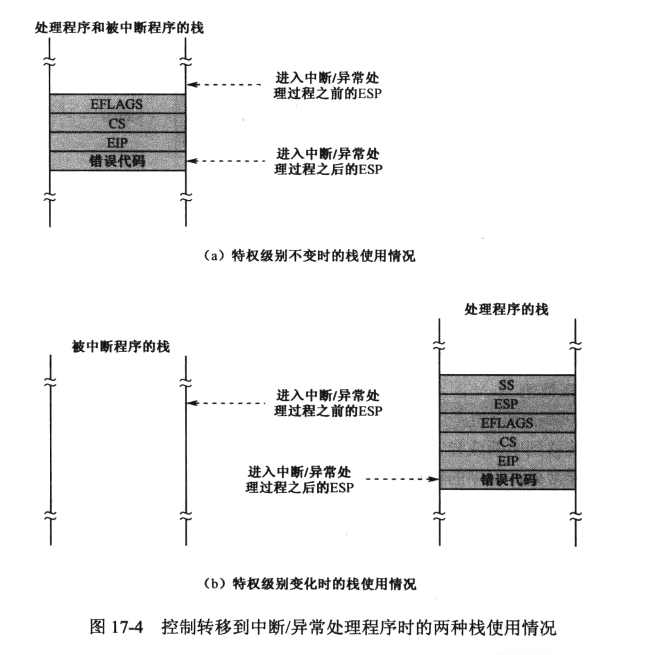 处理程序和被中断程序的栈
进入中断/异常处
理过程之前的ESP
EFLAGS
CS
EIP
错误代码
进入中断/异常处
理过程之后的ESP
（a）特权级别不变时的栈使用情况
处理程序的栈
被中断程序的栈
进入中断/异常处
理过程之前的ESP
SS
ESP
EFLAGS
CS
EIP
错误代码
进入中断/异常处
理过程之后的ESP
（b）特权级别变化时的栈使用情况
图 17-4 控制转移到中断/异常处理程序时的两种栈使用情况